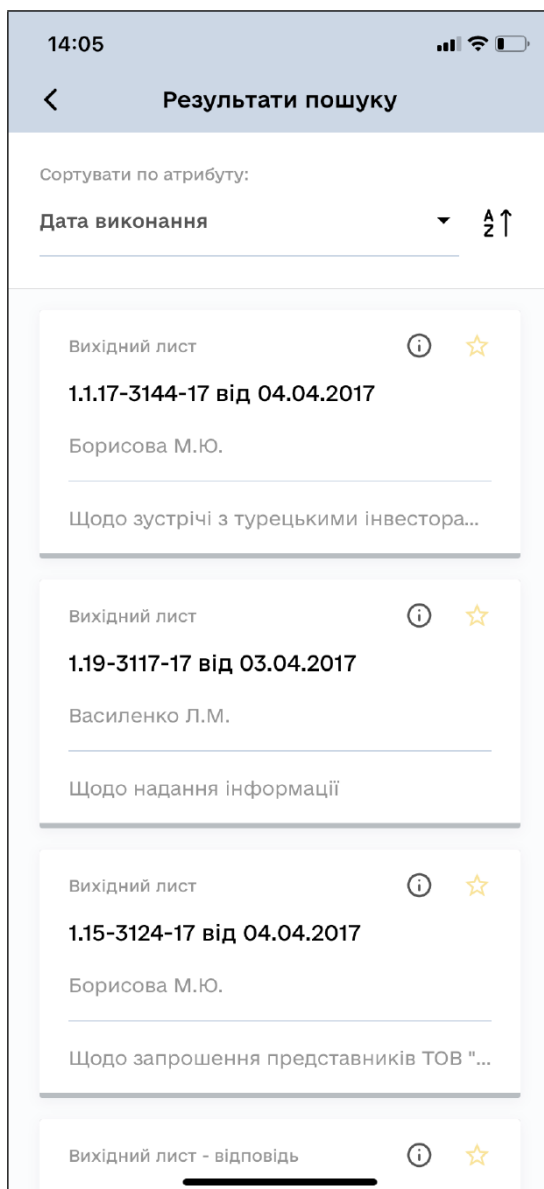 14:05
Результати пошуку
Сортувати по атрибуту:
Дата виконання
A
Z
Вихідний лист
1.1.17-3144-17 від 04.04.2017
Борисова М.Ю.
Щодо зустрічі з турецькими інвестора...
Вихідний лист
1.19-3117-17 від 03.04.2017
Василенко Л.М.
Щодо надання інформації
Вихідний лист
1.15-3124-17 від 04.04.2017
Борисова М.Ю.
Щодо запрошення представників ТОВ "...
Вихідний лист - відповідь